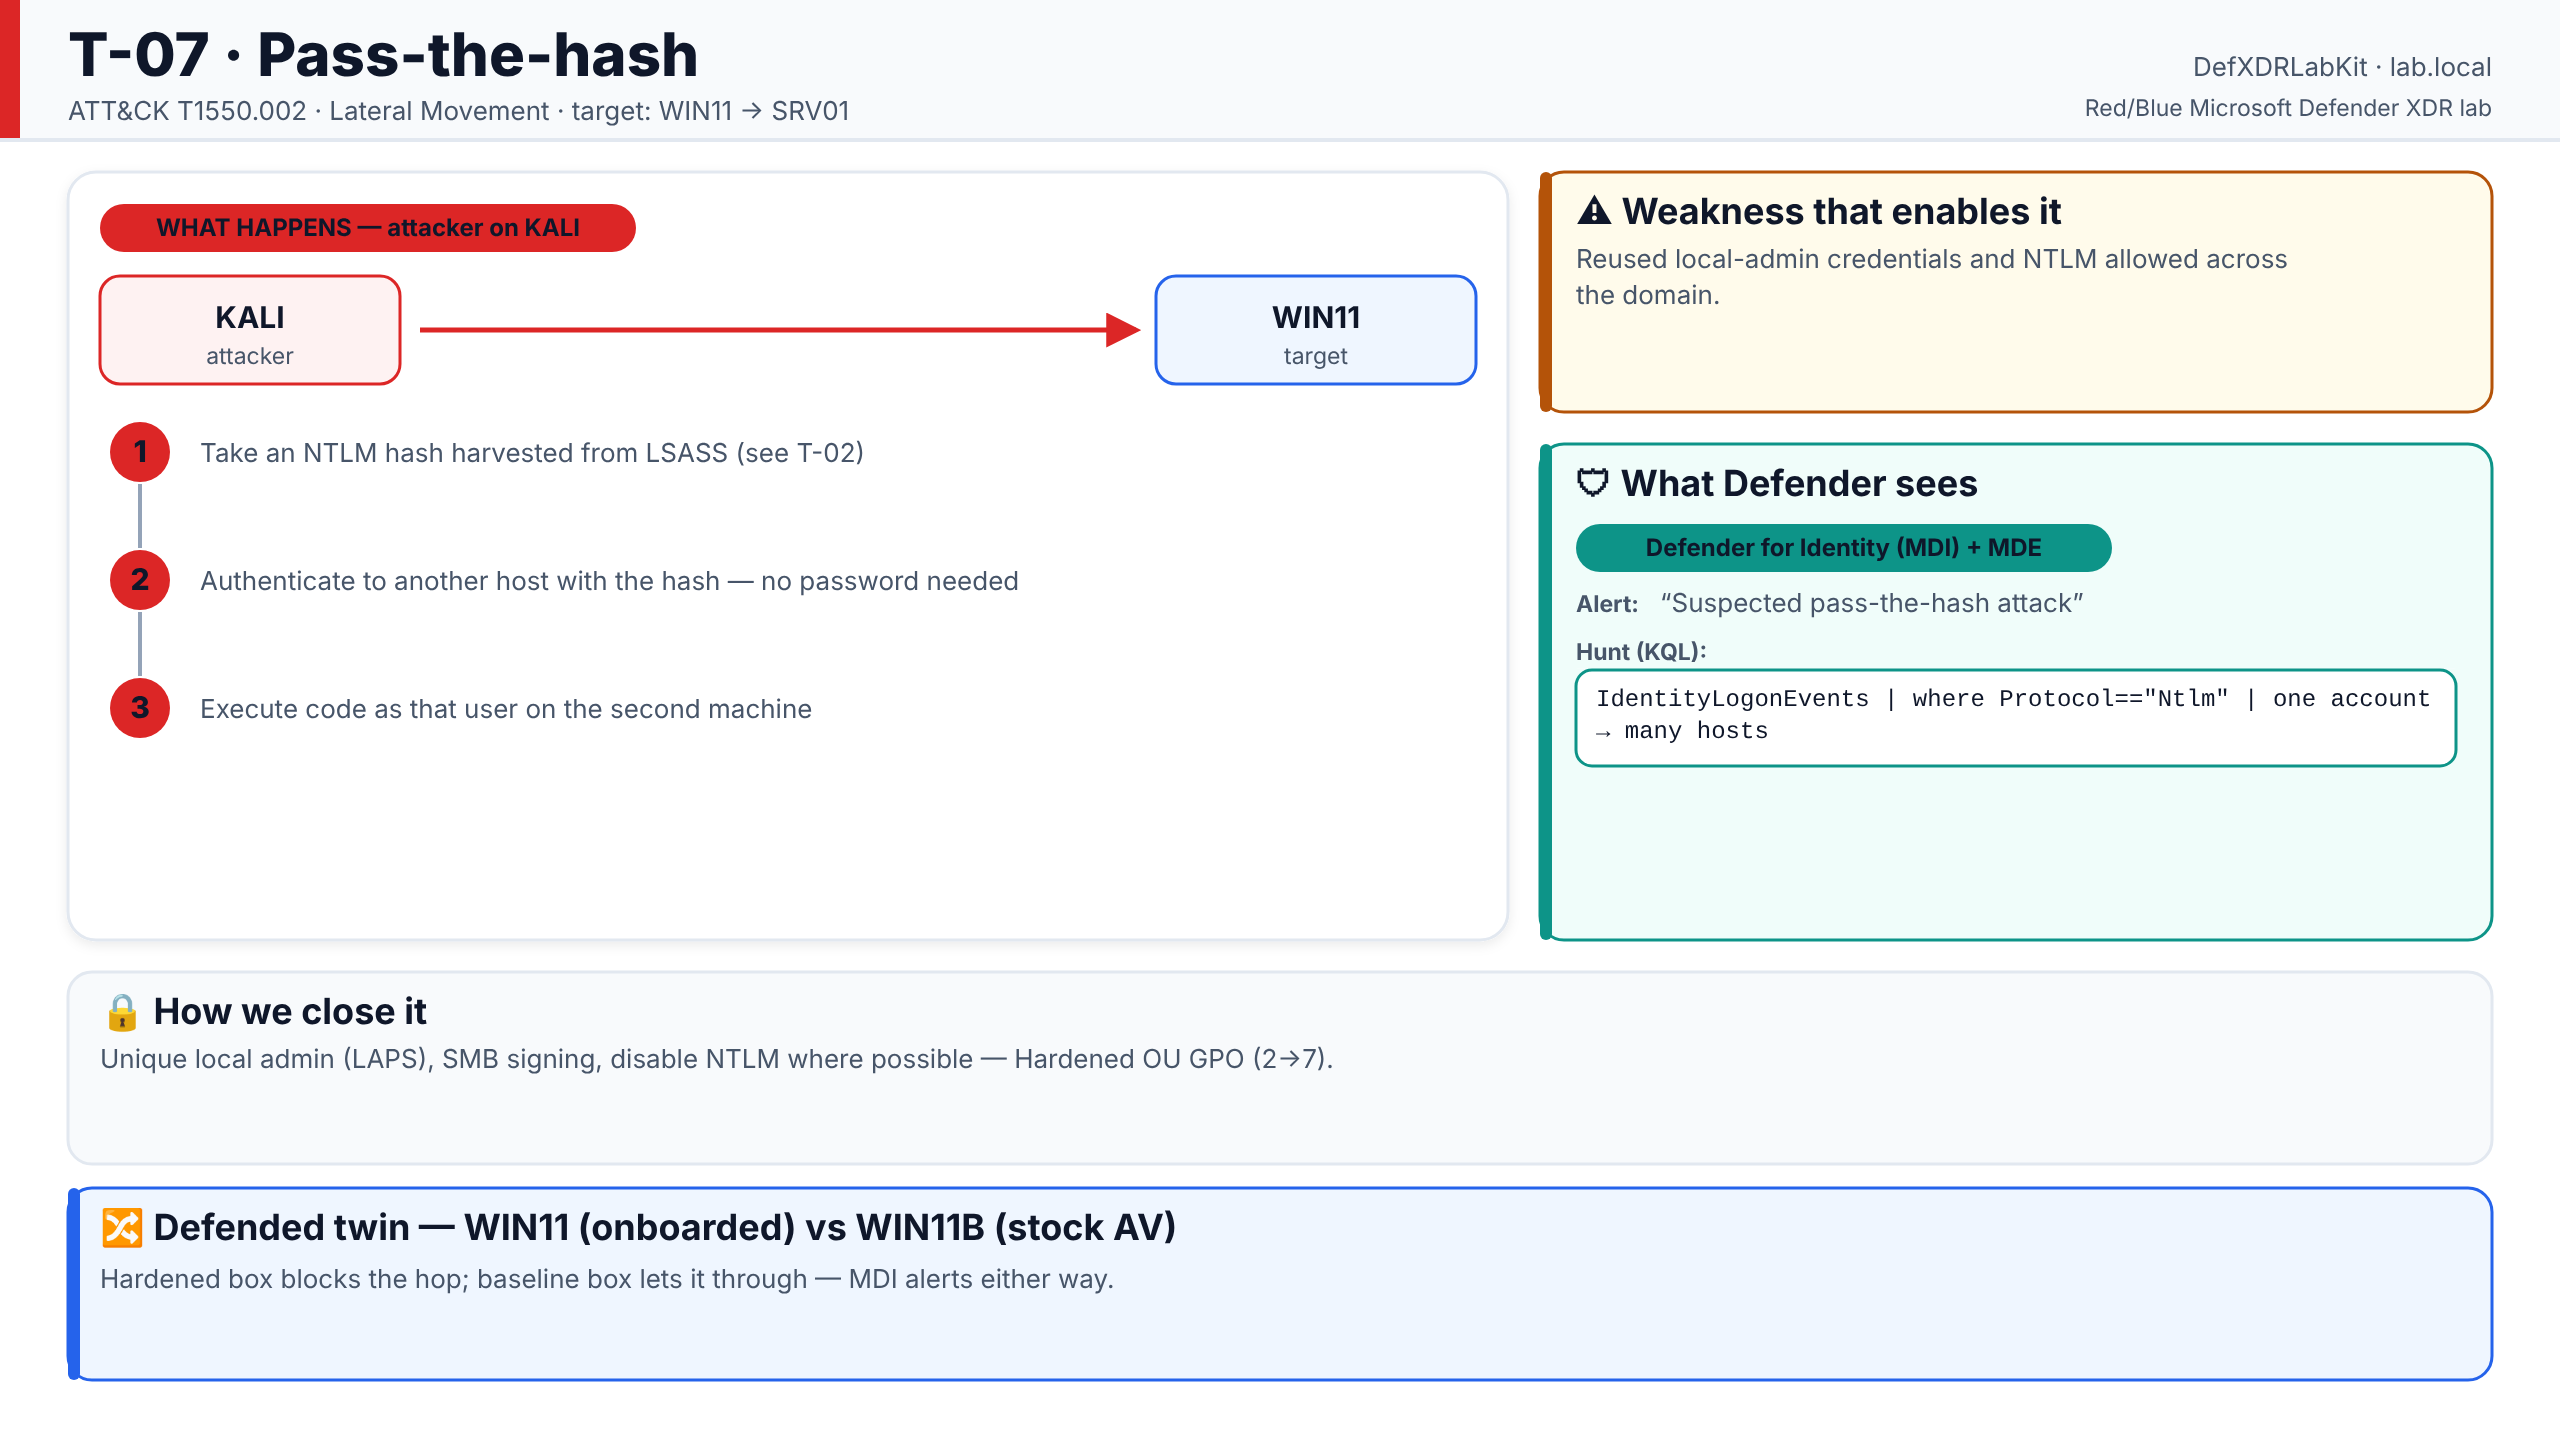 T-07 · Pass-the-hash
ATT&CK T1550.002 · Lateral Movement · target: WIN11 → SRV01
DefXDRLabKit · lab.local
Red/Blue Microsoft Defender XDR lab
WHAT HAPPENS — attacker on KALI
KALI
attacker
WIN11
target
1
Take an NTLM hash harvested from LSASS (see T-02)
2
Authenticate to another host with the hash — no password needed
3
Execute code as that user on the second machine
⚠ Weakness that enables it
Reused local-admin credentials and NTLM allowed across
the domain.
🛡 What Defender sees
Defender for Identity (MDI) + MDE
Alert: “Suspected pass-the-hash attack”
Hunt (KQL):
IdentityLogonEvents | where Protocol=="Ntlm" | one account
→ many hosts
🔒 How we close it
Unique local admin (LAPS), SMB signing, disable NTLM where possible — Hardened OU GPO (2→7).
🔀 Defended twin — WIN11 (onboarded) vs WIN11B (stock AV)
Hardened box blocks the hop; baseline box lets it through — MDI alerts either way.